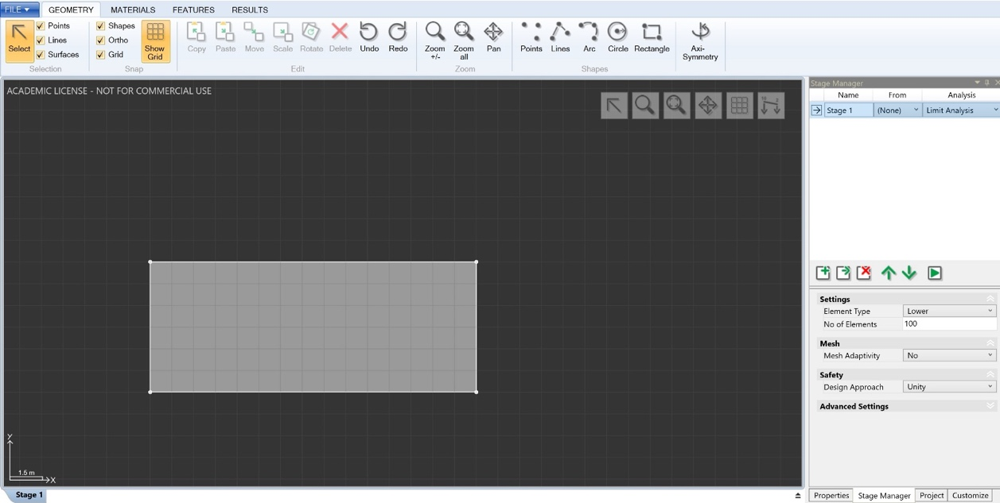 FILE GEOMETRY MATERIALS FEATURES RESULTS
Select
Points
Lines
Surfaces
Selection
Shapes
Ortho
Grid
Show Grid
Snap
Copy Paste Move Scale Rotate Delete Undo Redo
Edit
Zoom +/-
Zoom all
Pan
Zoom
Points Lines Arc Circle Rectangle
Shapes
Axi-Symmetry
ACADEMIC LICENSE - NOT FOR COMMERCIAL USE
Y
1.5 m
X
Stage 1
Stage Manager
Name From Analysis
Stage 1 (None) Limit Analysis
Settings
Element Type Lower
No of Elements 100
Mesh
Mesh Adaptivity No
Safety
Design Approach Unity
Advanced Settings
Properties Stage Manager Project Customize